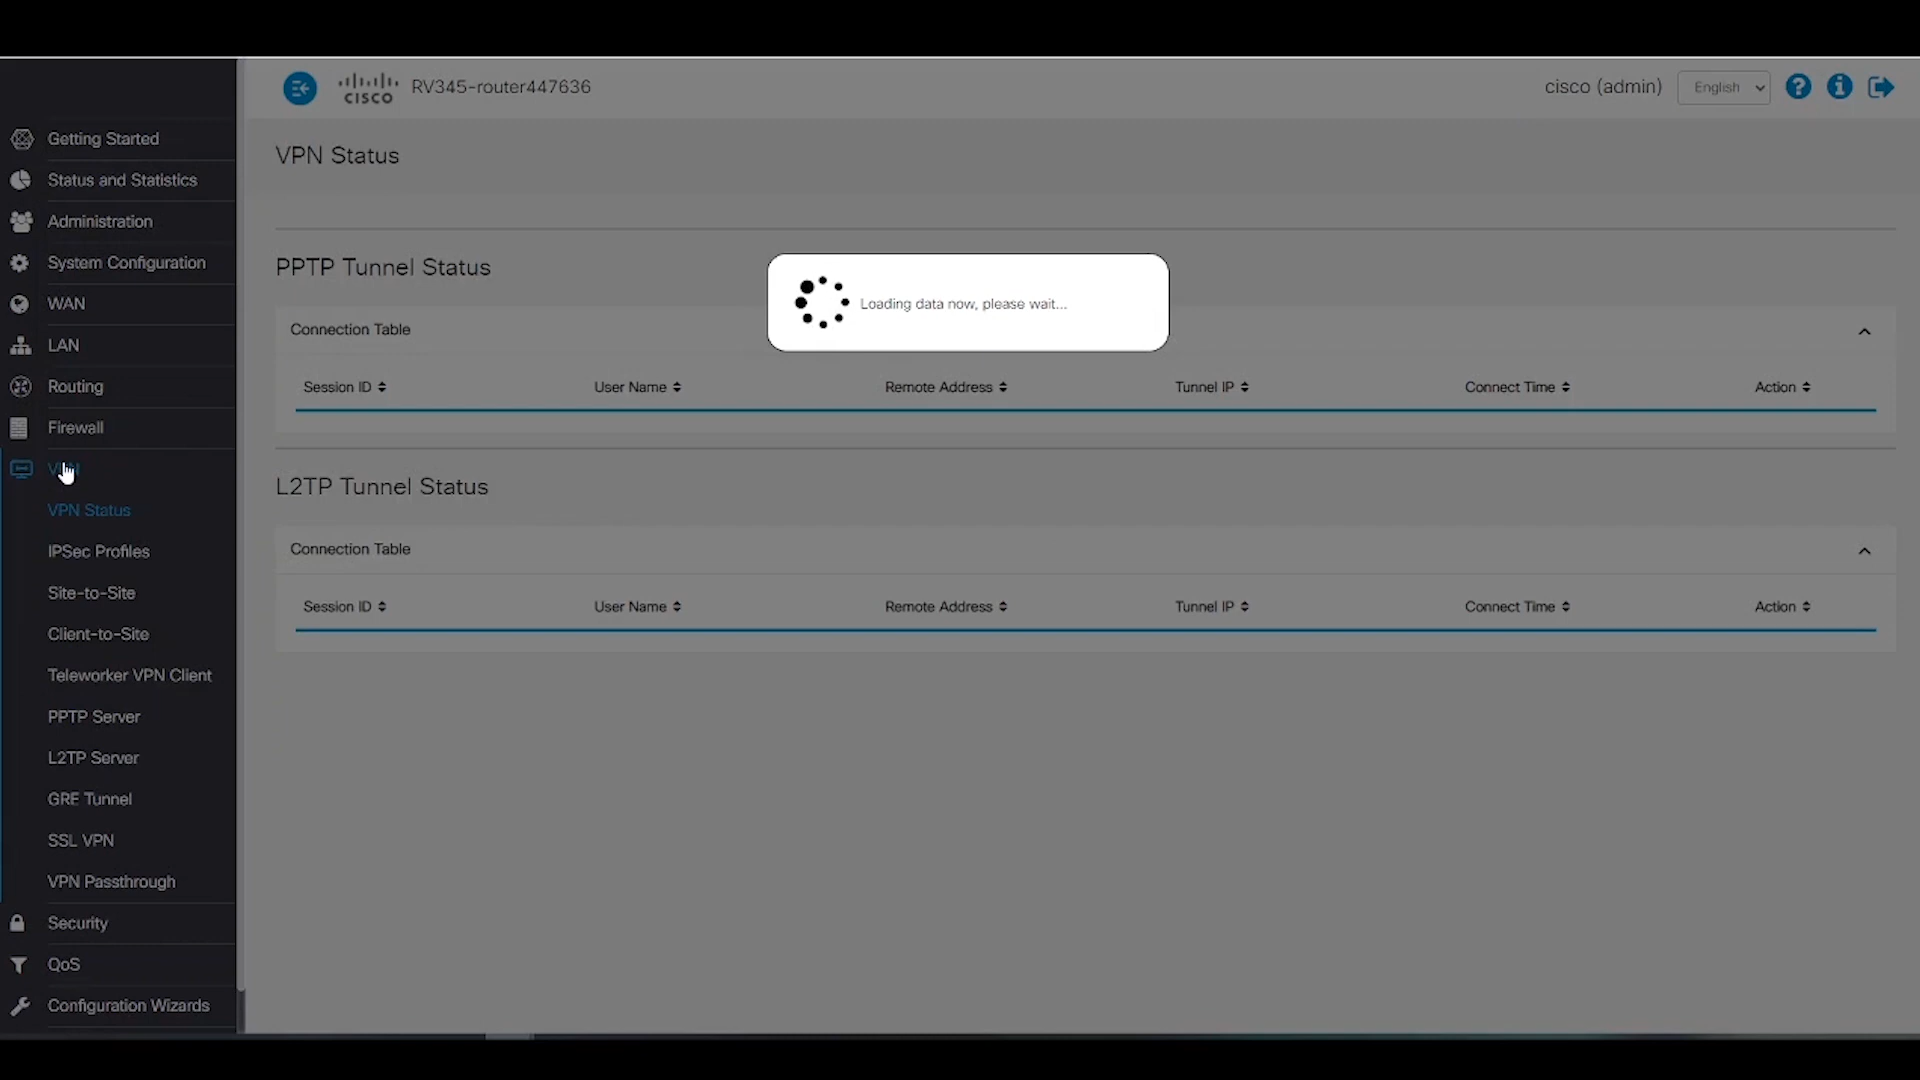 CISCO RV345-router447636
cisco (admin) English
Getting Started
Status and Statistics
Administration
System Configuration
WAN
LAN
Routing
Firewall
VPN Status
IPSec Profiles
Site-to-Site
Client-to-Site
Teleworker VPN Client
PPTP Server
L2TP Server
GRE Tunnel
SSL VPN
VPN Passthrough
Security
QoS
Configuration Wizards
VPN Status
PPTP Tunnel Status
Loading data now, please wait...
Connection Table
Session ID User Name Remote Address Tunnel IP Connect Time Action
L2TP Tunnel Status
Connection Table
Session ID User Name Remote Address Tunnel IP Connect Time Action